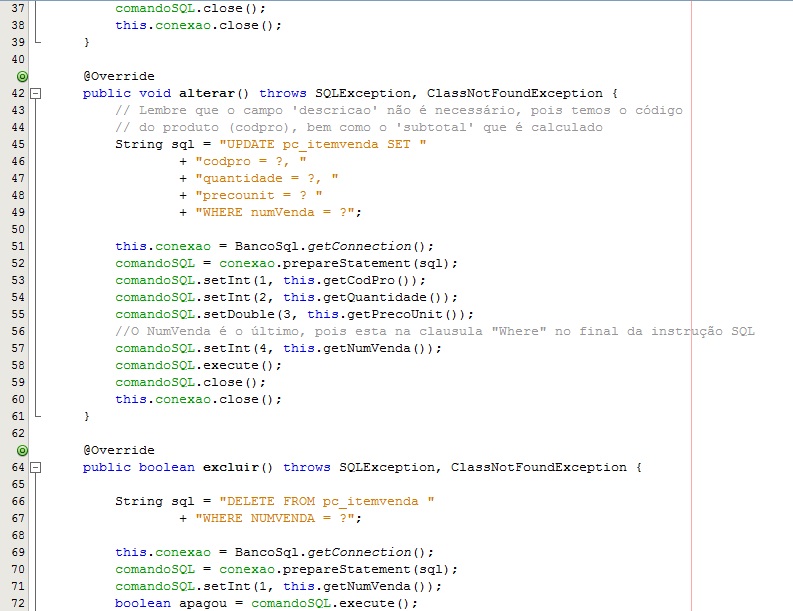 37 comandoSQL.close();
38 this.conexao.close();
39 }
40
@Override
42 public void alterar() throws SQLException, ClassNotFoundException {
43 // Lembre que o campo 'descricao' não é necessário, pois temos o código
44 // do produto (codpro), bem como o 'subtotal' que é calculado
45 String sql = "UPDATE pc_itemvenda SET "
46 + "codpro = ?, "
47 + "quantidade = ?, "
48 + "precounit = ? "
49 + "WHERE numVenda = ?";
50
51 this.conexao = BancoSql.getConnection();
52 comandoSQL = conexao.prepareStatement(sql);
53 comandoSQL.setInt(1, this.getCodPro());
54 comandoSQL.setInt(2, this.getQuantidade());
55 comandoSQL.setDouble(3, this.getPrecoUnit());
56 //O NumVenda é o último, pois esta na clausula "Where" no final da instrução SQL
57 comandoSQL.setInt(4, this.getNumVenda());
58 comandoSQL.execute();
59 comandoSQL.close();
60 this.conexao.close();
61 }
62
@Override
64 public boolean excluir() throws SQLException, ClassNotFoundException {
65
66 String sql = "DELETE FROM pc_itemvenda "
67 + "WHERE NUMVENDA = ?";
68
69 this.conexao = BancoSql.getConnection();
70 comandoSQL = conexao.prepareStatement(sql);
71 comandoSQL.setInt(1, this.getNumVenda());
72 boolean apagou = comandoSQL.execute();